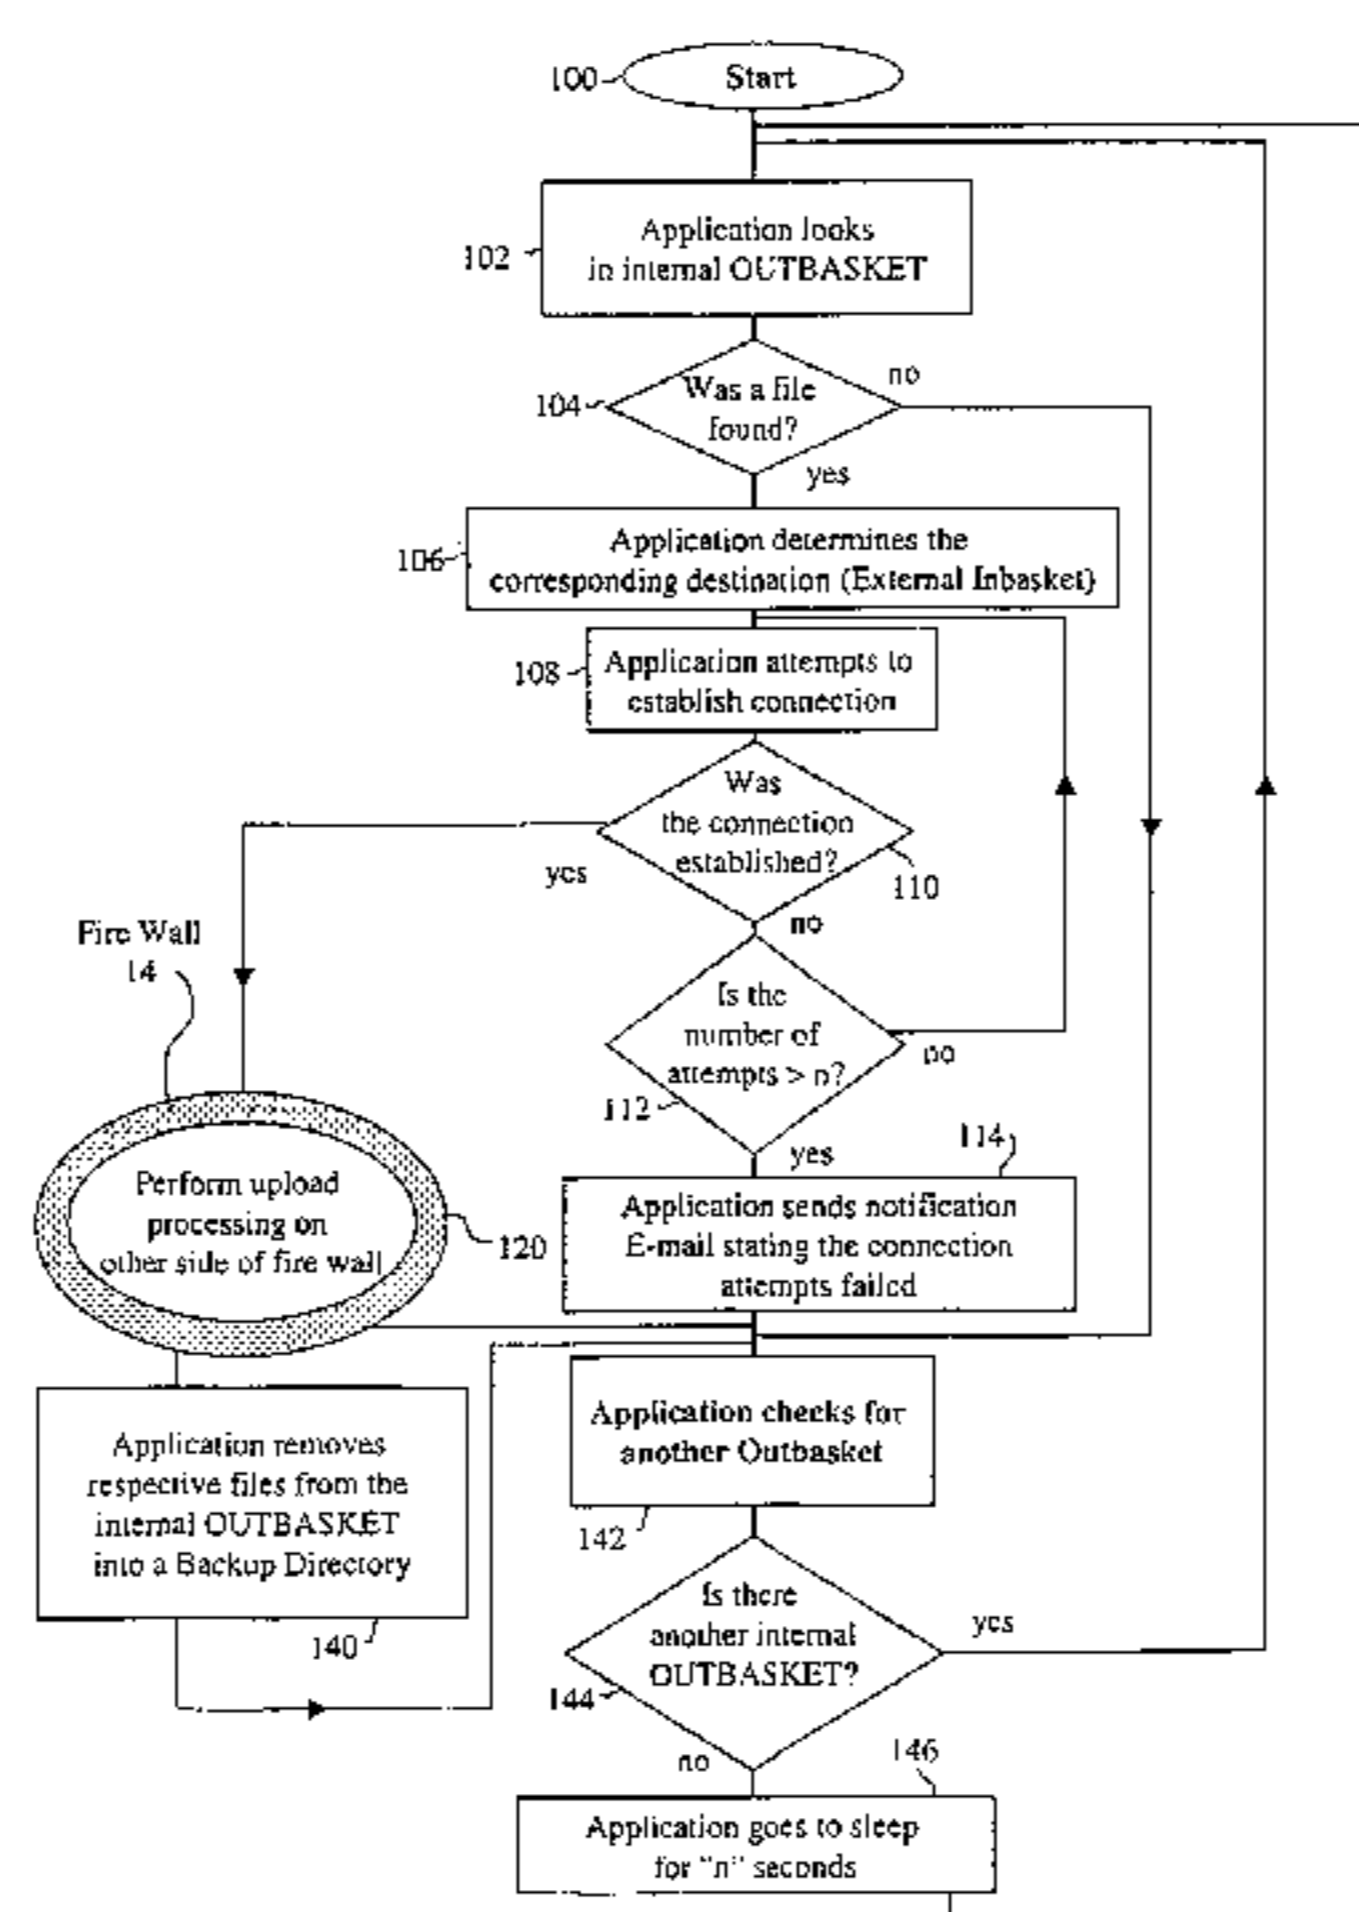 100
Start
102
Application looks
in internal OUTBASKET
104
Was a file
found?
no
yes
106
Application determines the
corresponding destination (External Inbasket)
108
Application attempts to
establish connection
Was
the connection
established?
110
yes
no
Fire Wall
14
Is the
number of
attempts > n?
112
no
yes
114
Perform upload
processing on
other side of fire wall
120
Application sends notification
E-mail stating the connection
attempts failed
Application removes
respective files from the
internal OUTBASKET
into a Backup Directory
140
Application checks for
another Outbasket
142
Is there
another internal
OUTBASKET?
144
yes
no
146
Application goes to sleep
for "n" seconds